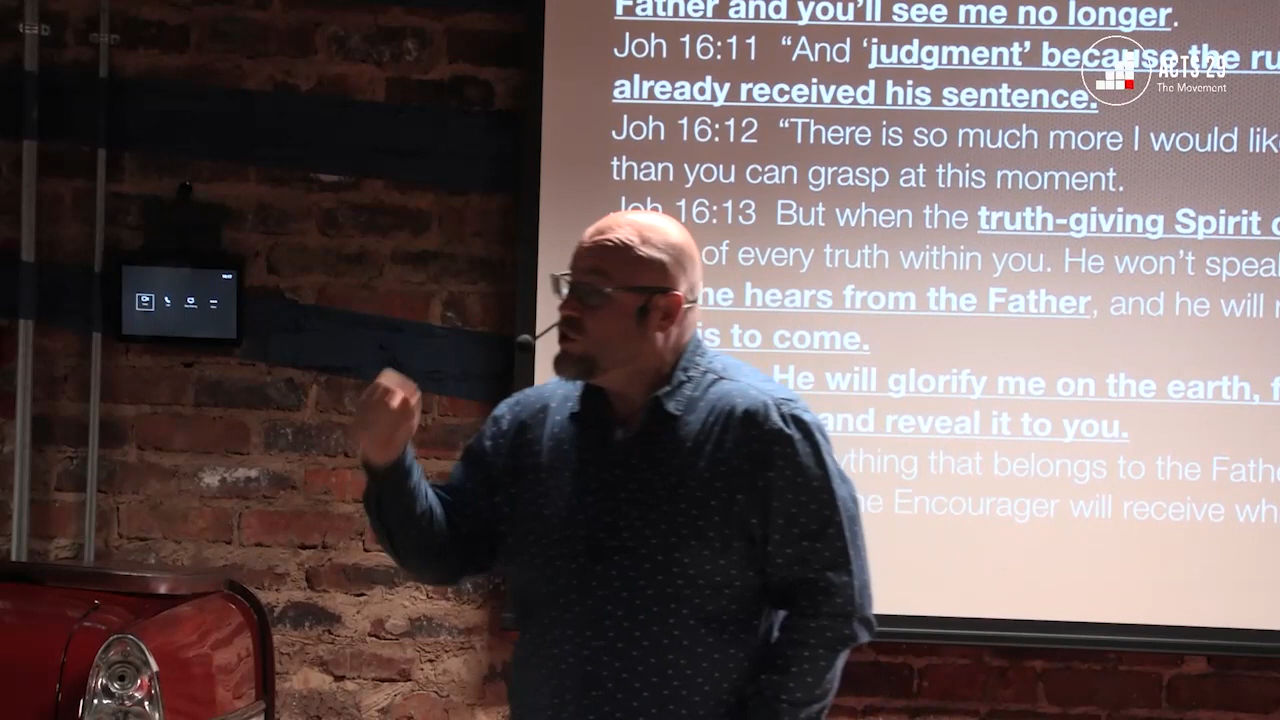 Father and you'll see me no longer.
Joh 16:11 “And ‘judgment’ because the ru
already received his sentence.
Joh 16:12 “There is so much more I would lik
than you can grasp at this moment.
Joh 16:13 But when the truth-giving Spirit
of every truth within you. He won't speak
he hears from the Father, and he will
is to come.
He will glorify me on the earth, f
and reveal it to you.
ything that belongs to the Fath
Encourager will receive wh
ACTS 29
The Movement